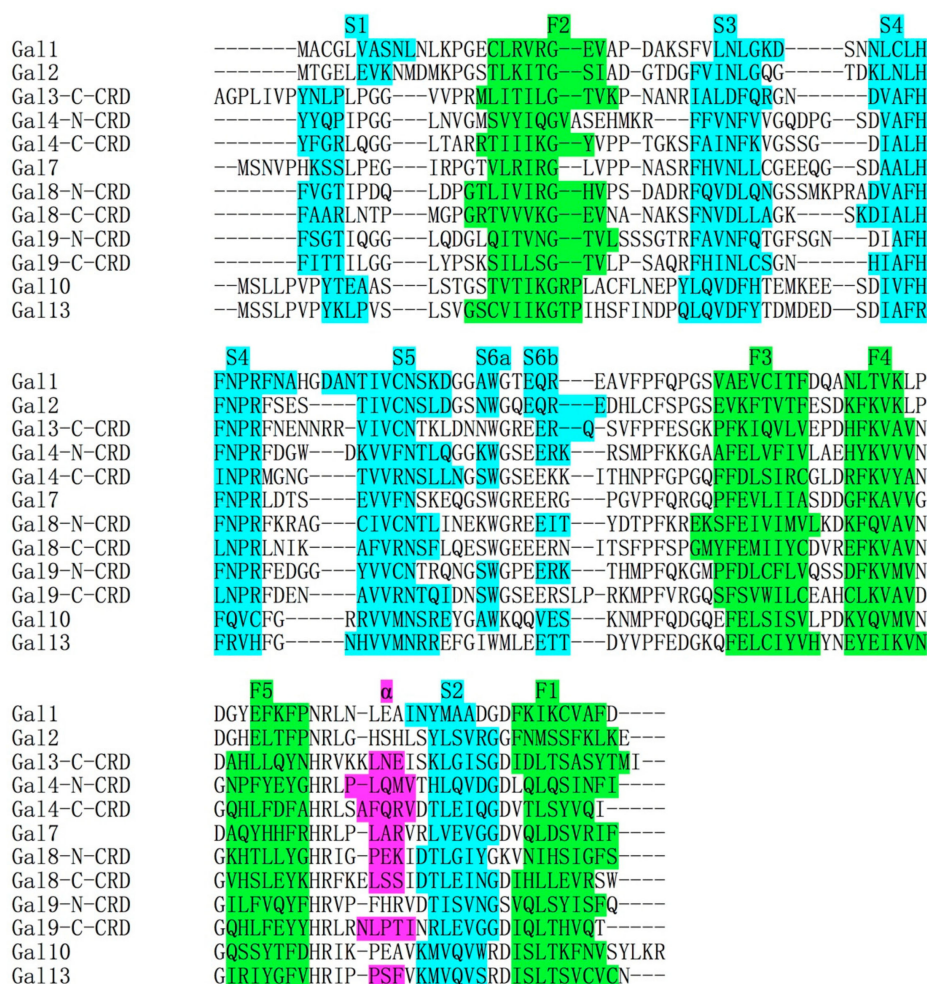 S1 F2 S3 S4
Gal1 -------MACGLVASNLNLKPGECLRVRG--EVAP-DAKSFVLNLGKD-----SNNLCLH
Gal2 -------MTGELEVKNMDMKPGSTLKITG--SIAD-GTDGFVINLGQG-----TDKLNLH
Gal3-C-CRD AGPLIVPYNLPLPGG---VVPRMLITILG--TVKP-NANRIALDFQRGN----DVAFH
Gal4-N-CRD -------YYQPIPGG---LNVGMSVYIQGVASEHMKR--FFVNFVVGQDPG--SDVAFH
Gal4-C-CRD -------YFGRLQGG---LTARRTIIIKG--YVPP-TGKSFAINFKVGSSG----DIALH
Gal7 --MSNVPHKSSLPEG---IRPGTVLRIRG--LVPP-NASRFHVNLLCGEEQG--SDAALH
Gal8-N-CRD -------FVGTIPDQ---LDPGTLIVIRG--HVPS-DADRFQVDLQNGSSMKPRADVAFH
Gal8-C-CRD -------FAARLNTP---MGPGRTVVVKG--EVNA-NAKSFNVDLLAGK-----SKDIALH
Gal9-N-CRD -------FSGTIQGG---LQDGLQITVNG--TVLSSSGTRFAVNFQTGFSGN---DIAFH
Gal9-C-CRD -------FITTILGG---LYPSKSILLSG--TVLP-SAQRFHINLCSGN-----HIAFH
Gal10 --MSLLPVPYTEAAS---LSTGSTVTIKGRPLACFLNEPYLQVDFHTEMKEE--SDIVFH
Gal13 --MSSLPVPYKLPVS---LSVGSCVIIKGTPIHSFINDPQLQVDFYTDMDED--SDIAFR
S4 S5 S6a S6b F3 F4
Gal1 FNPRFNAHGDANTIVCNSKDGGAWGTEQR---EAVFPFQPGSVAEVCITFDQANLTVKLP
Gal2 FNPRFSES----TIVCNSLDGSNWGQEQR---EDHLCFSPGSEVKFTVTFESDKFKVKLP
Gal3-C-CRD FNPRFNENNRR-VIVCNTKLDNNWGREER--Q-SVFPFESGKPFKIQVLVEPDHFKVAVN
Gal4-N-CRD FNPRFDGW--DKVVFNTLQGGKWGSEERK---RSMPFKKGAAFELVFIVLAEHYKVVVN
Gal4-C-CRD INPRMGNG----TVVRNSLLNGSWGSEEKK---ITHNPFGPGQFFDLSIRCGLDRFKVYAN
Gal7 FNPRLDTS----EVVFNSKEQGSWGREERG---PGVPFQRGQPFEVLIIASDDGFKAVVG
Gal8-N-CRD FNPRFKRAG---CIVCNTLINEKWGREEIT---YDTPFKREKSFEIVIMVLKDKFQVAVN
Gal8-C-CRD LNPRLNIK----AFVRNSFLQESWGEEERN---ITSFPFSPGMYFEMIIYCDVREFKVAVN
Gal9-N-CRD FNPRFEDGG---YVVCNTRQNGSWGPEERK---THMPFQKGMPFDLCFLVQSSDFKVMVN
Gal9-C-CRD LNPRFDEN----AVVRNTQIDNSWGSEERSLP-RKMPFVRGQSFSVWILCEAHCLKVAVD
Gal10 FQVCFG------RRVVMNSREYGAWKQQVES---KNMPFQDGQEFELSISVLPDKYQVMVN
Gal13 FRVHFG------NHVVMNRREFGIWMLEETT---DYVPFEDGKQFELCIYVHYNEYEIKVN
F5 α S2 F1
Gal1 DGYEFKFPNRLN-LEAINYMAADGDFKIKCVAFD----
Gal2 DGHELTFPNRLG-HSHLSYLSVRGGFNMSSFKLKE---
Gal3-C-CRD DAHLLQYNHRVKKLNEISKLGISGDIDLTSASYTMI--
Gal4-N-CRD GNPFYEYGHRLP-LQMVTHLQVDGDLQLQSINFI----
Gal4-C-CRD GQHLFDFAHRLSAFQRVDTLEIQGDVTLSYVQI-----
Gal7 DAQYHHFRHRLP-LARVRLVEVGGDVQLDSVRIF----
Gal8-N-CRD GKHTLLYGHRIG-PEKIDTLGIYGKVNIHSIGFS----
Gal8-C-CRD GVHSLEYKHRFKELSSIDTLEINGDIHLLEVRSW----
Gal9-N-CRD GILFVQYFHRVP-FHRVDTISVNGSVQLSYISFQ----
Gal9-C-CRD GQHLFEYYHRLRNLPTINRLEVGGDIQLTHVQT-----
Gal10 GQSSYTFDHRIK-PEAVKMVQVWRDISLTKFNVSYLKR
Gal13 GIRIYGFVHRIP-PSFVKMVQVSRDISLTSVCVCN---